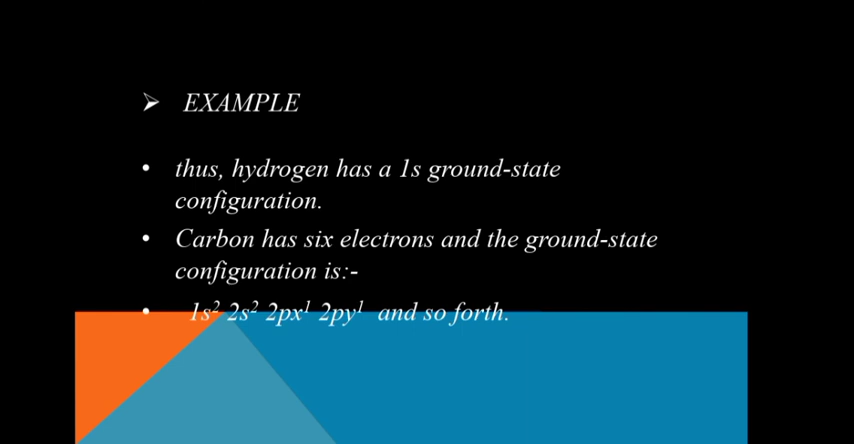 ➢ EXAMPLE
• thus, hydrogen has a 1s ground-state
configuration.
• Carbon has six electrons and the ground-state
configuration is:-
• 1s² 2s² 2px¹ 2py¹ and so forth.